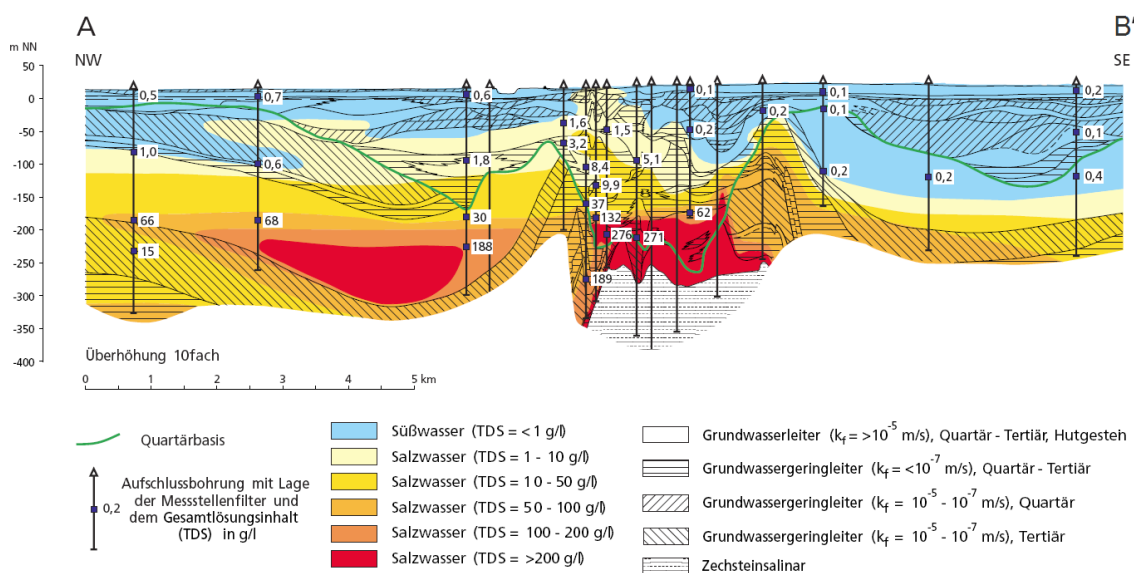 A
B'
NW
SE
m NN
50
0
-50
-100
-150
-200
-250
-300
-350
-400
0,5
0,7
0,6
1,6
1,5
0,1
0,2
0,2
0,1
0,1
0,2
0,1
1,0
0,6
1,8
3,2
8,4
5,1
9,9
0,2
0,2
0,4
66
68
30
37
132
62
15
188
276
271
189
Überhöhung 10fach
0 1 2 3 4 5 km
Quartärbasis
0,2
Aufschlussbohrung mit Lage
der Messstellenfilter und
dem Gesamtlösungsinhalt
(TDS) in g/l
Süßwasser (TDS = <1 g/l)
Salzwasser (TDS = 1 - 10 g/l)
Salzwasser (TDS = 10 - 50 g/l)
Salzwasser (TDS = 50 - 100 g/l)
Salzwasser (TDS = 100 - 200 g/l)
Salzwasser (TDS = >200 g/l)
Grundwasserleiter (kf = >10⁻⁵ m/s), Quartär - Tertiär, Hutgesteh
Grundwassergeringleiter (kf = <10⁻⁷ m/s), Quartär - Tertiär
Grundwassergeringleiter (kf = 10⁻⁵ - 10⁻⁷ m/s), Quartär
Grundwassergeringleiter (kf = 10⁻⁵ - 10⁻⁷ m/s), Tertiär
Zechsteinsalinar